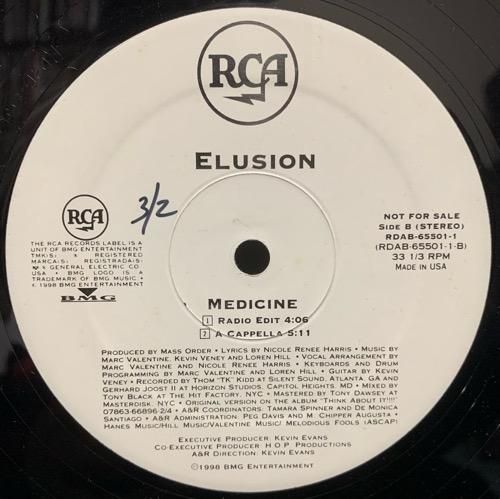 RCA
ELUSION
3/2
RCA
THE RCA RECORDS LABEL IS A
UNIT OF BMG ENTERTAINMENT
TMK(S): ® REGISTERED
MARCA(S): REGISTRADA(S):
® GENERAL ELECTRIC CO.
USA • BMG LOGO IS A
TRADEMARK OF BMG MUSIC •
© 1998 BMG ENTERTAINMENT
BMG
NOT FOR SALE
SIDE B (STEREO)
RDAB-65501-1
(RDAB-65501-1-B)
33 1/3 RPM
MADE IN USA
MEDICINE
1 RADIO EDIT 4:06
2 A CAPPELLA 5:11
PRODUCED BY MASS ORDER • LYRICS BY NICOLE RENEE HARRIS • MUSIC BY
MARC VALENTINE, KEVIN VENEY AND LOREN HILL • VOCAL ARRANGEMENT BY
MARC VALENTINE AND NICOLE RENEE HARRIS • KEYBOARDS AND DRUM
PROGRAMMING BY MARC VALENTINE AND LOREN HILL • GUITAR BY KEVIN
VENEY • RECORDED BY THOM "TK" KIDD AT SILENT SOUND, ATLANTA, GA AND
GERHARD JOOST II AT HORIZON STUDIOS, CAPITOL HEIGHTS, MD • MIXED BY
TONY BLACK AT THE HIT FACTORY, NYC • MASTERED BY TONY DAWSEY AT
MASTERDISK, NYC • ORIGINAL VERSION ON THE ALBUM "THINK ABOUT IT!!!!"
07863-66896-2/4 • A&R COORDINATORS: TAMARA SPINNER AND DE MONICA
SANTIAGO • A&R ADMINISTRATION: PEG DAVIS AND M. CHIPPER AUGUSTA •
HANES MUSIC/HILL MUSIC/VALENTINE MUSIC/ MELODIOUS FOOLS (ASCAP)
EXECUTIVE PRODUCER: KEVIN EVANS
CO-EXECUTIVE PRODUCER: H.O.P. PRODUCTIONS
A&R DIRECTION: KEVIN EVANS
©1998 BMG ENTERTAINMENT